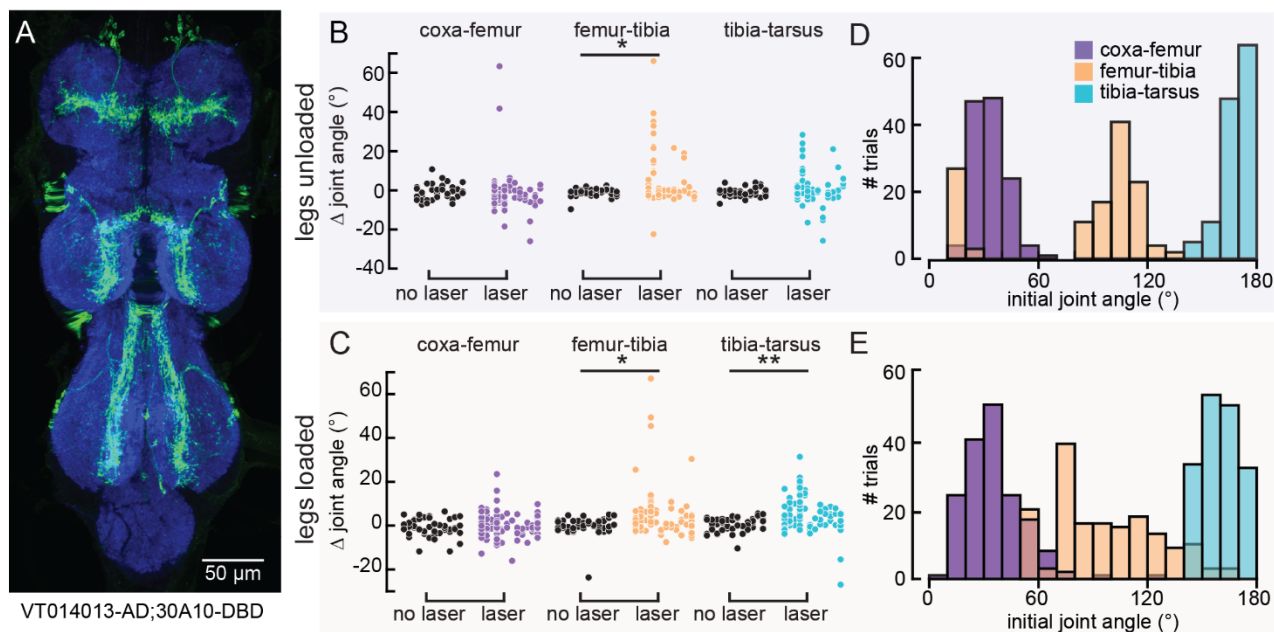 A
50 µm
VT014013-AD;30A10-DBD
legs unloaded
B
coxa-femur
femur-tibia
tibia-tarsus
*
Δ joint angle (°)
60
40
20
0
-20
-40
no laser
laser
no laser
laser
no laser
laser
D
coxa-femur
femur-tibia
tibia-tarsus
# trials
60
40
20
0
0
60
120
180
initial joint angle (°)
legs loaded
C
coxa-femur
femur-tibia
tibia-tarsus
*
**
Δ joint angle (°)
60
40
20
0
-20
no laser
laser
no laser
laser
no laser
laser
E
# trials
60
40
20
0
0
60
120
180
initial joint angle (°)